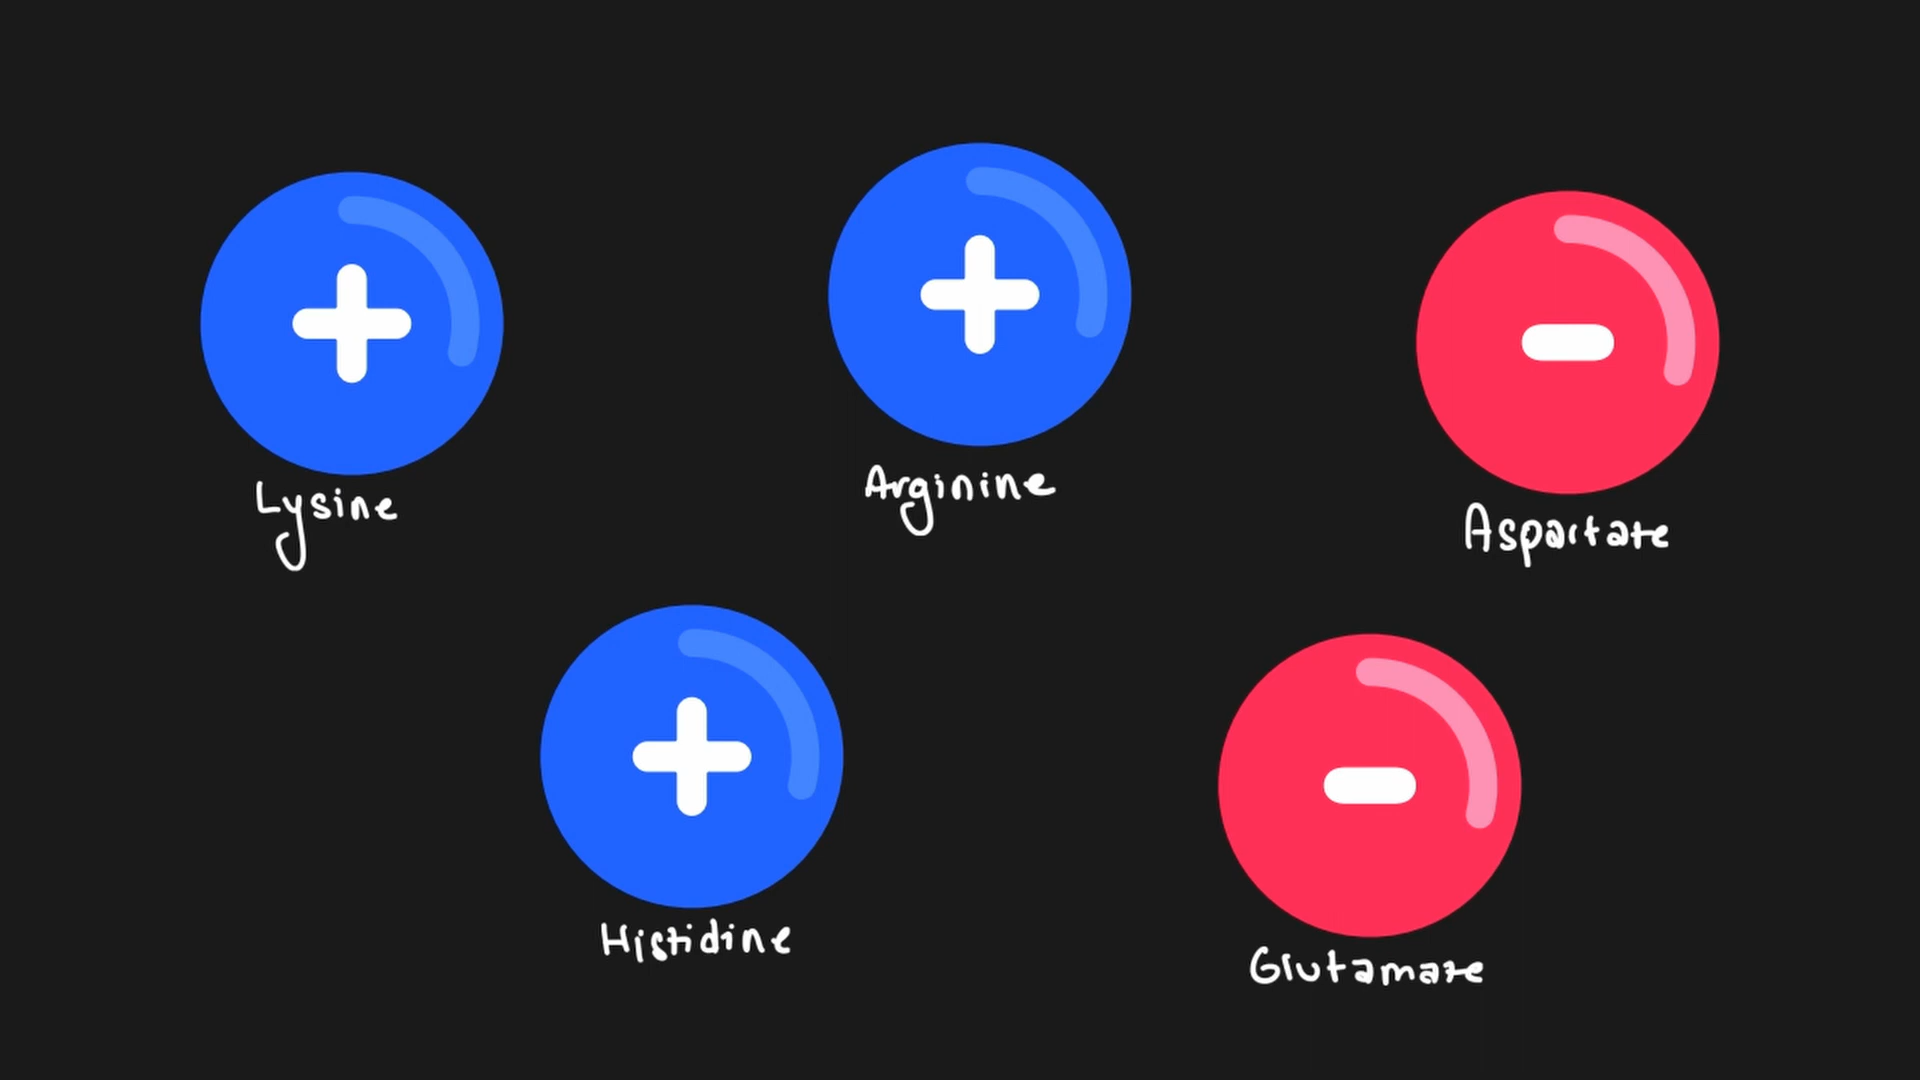 Lysine
Arginine
Aspartate
Histidine
Glutamate